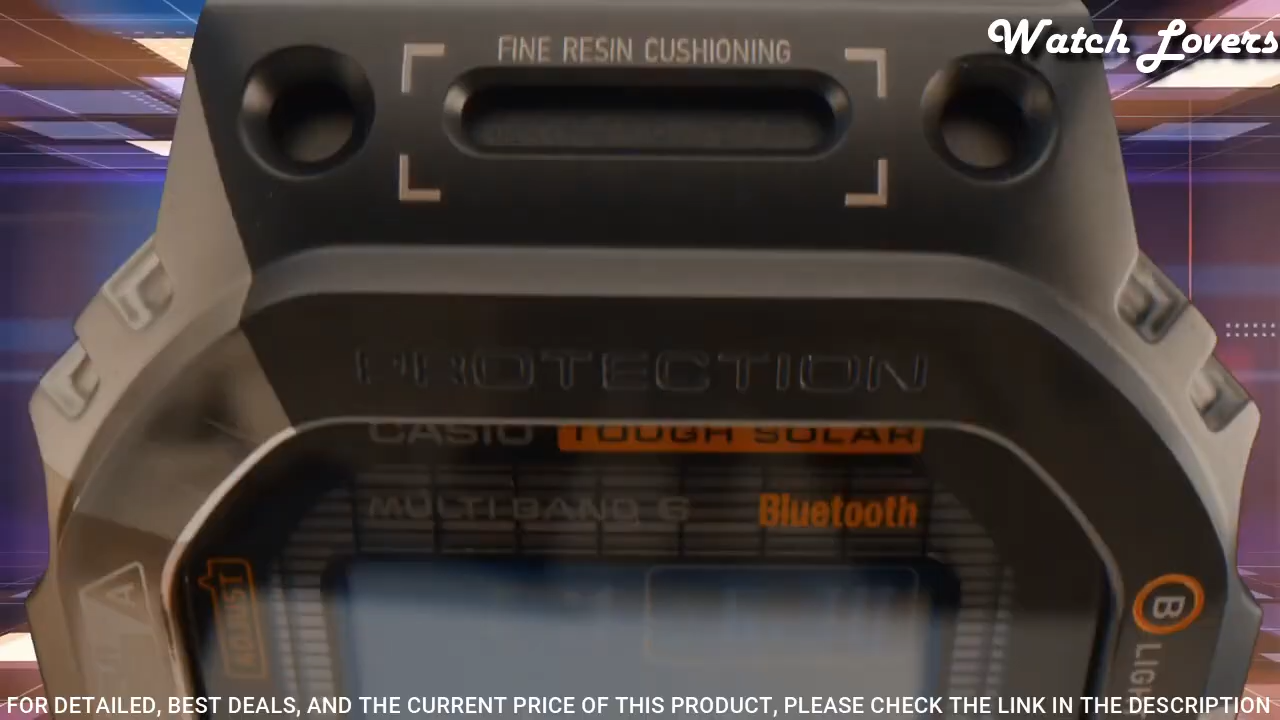 Watch Lovers
FINE RESIN CUSHIONING
PROTECTION
CASIO TOUGH SOLAR
MULTI BAND 6 Bluetooth
ADJUST
A
B
FOR DETAILED, BEST DEALS, AND THE CURRENT PRICE OF THIS PRODUCT, PLEASE CHECK THE LINK IN THE DESCRIPTION